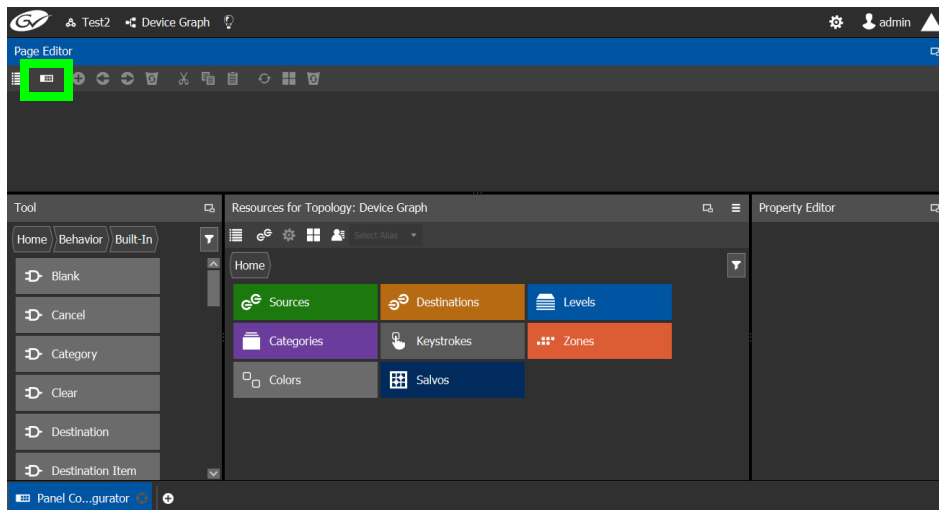 GV Test2 Device Graph admin
Page Editor
Tool
Resources for Topology: Device Graph
Property Editor
Home Behavior Built-In
Select Alias
Home
Blank
Cancel
Category
Clear
Destination
Destination Item
Sources Destinations Levels
Categories Keystrokes Zones
Colors Salvos
Panel Co...gurator